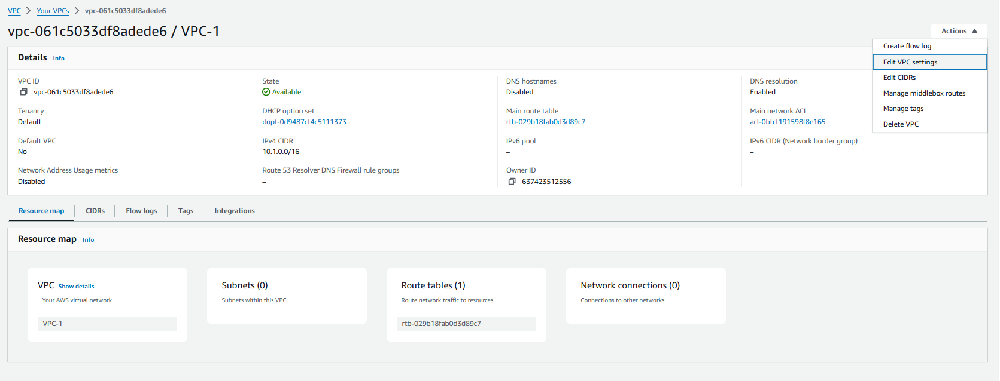 VPC > Your VPCs > vpc-061c5033df8adede6
vpc-061c5033df8adede6 / VPC-1
Actions
Create flow log
Edit VPC settings
Edit CIDRs
Manage middlebox routes
Manage tags
Delete VPC
Details Info
VPC ID
vpc-061c5033df8adede6
State
Available
DNS hostnames
Disabled
DNS resolution
Enabled
Tenancy
Default
DHCP option set
dopt-0d9487cf4c5111373
Main route table
rtb-029b18fab0d3d89c7
Main network ACL
acl-0bfcf191598f8e165
Default VPC
No
IPv4 CIDR
10.1.0.0/16
IPv6 pool
–
IPv6 CIDR (Network border group)
–
Network Address Usage metrics
Disabled
Route 53 Resolver DNS Firewall rule groups
–
Owner ID
637423512556
Resource map CIDRs Flow logs Tags Integrations
Resource map Info
VPC Show details
Your AWS virtual network
VPC-1
Subnets (0)
Subnets within this VPC
Route tables (1)
Route network traffic to resources
rtb-029b18fab0d3d89c7
Network connections (0)
Connections to other networks